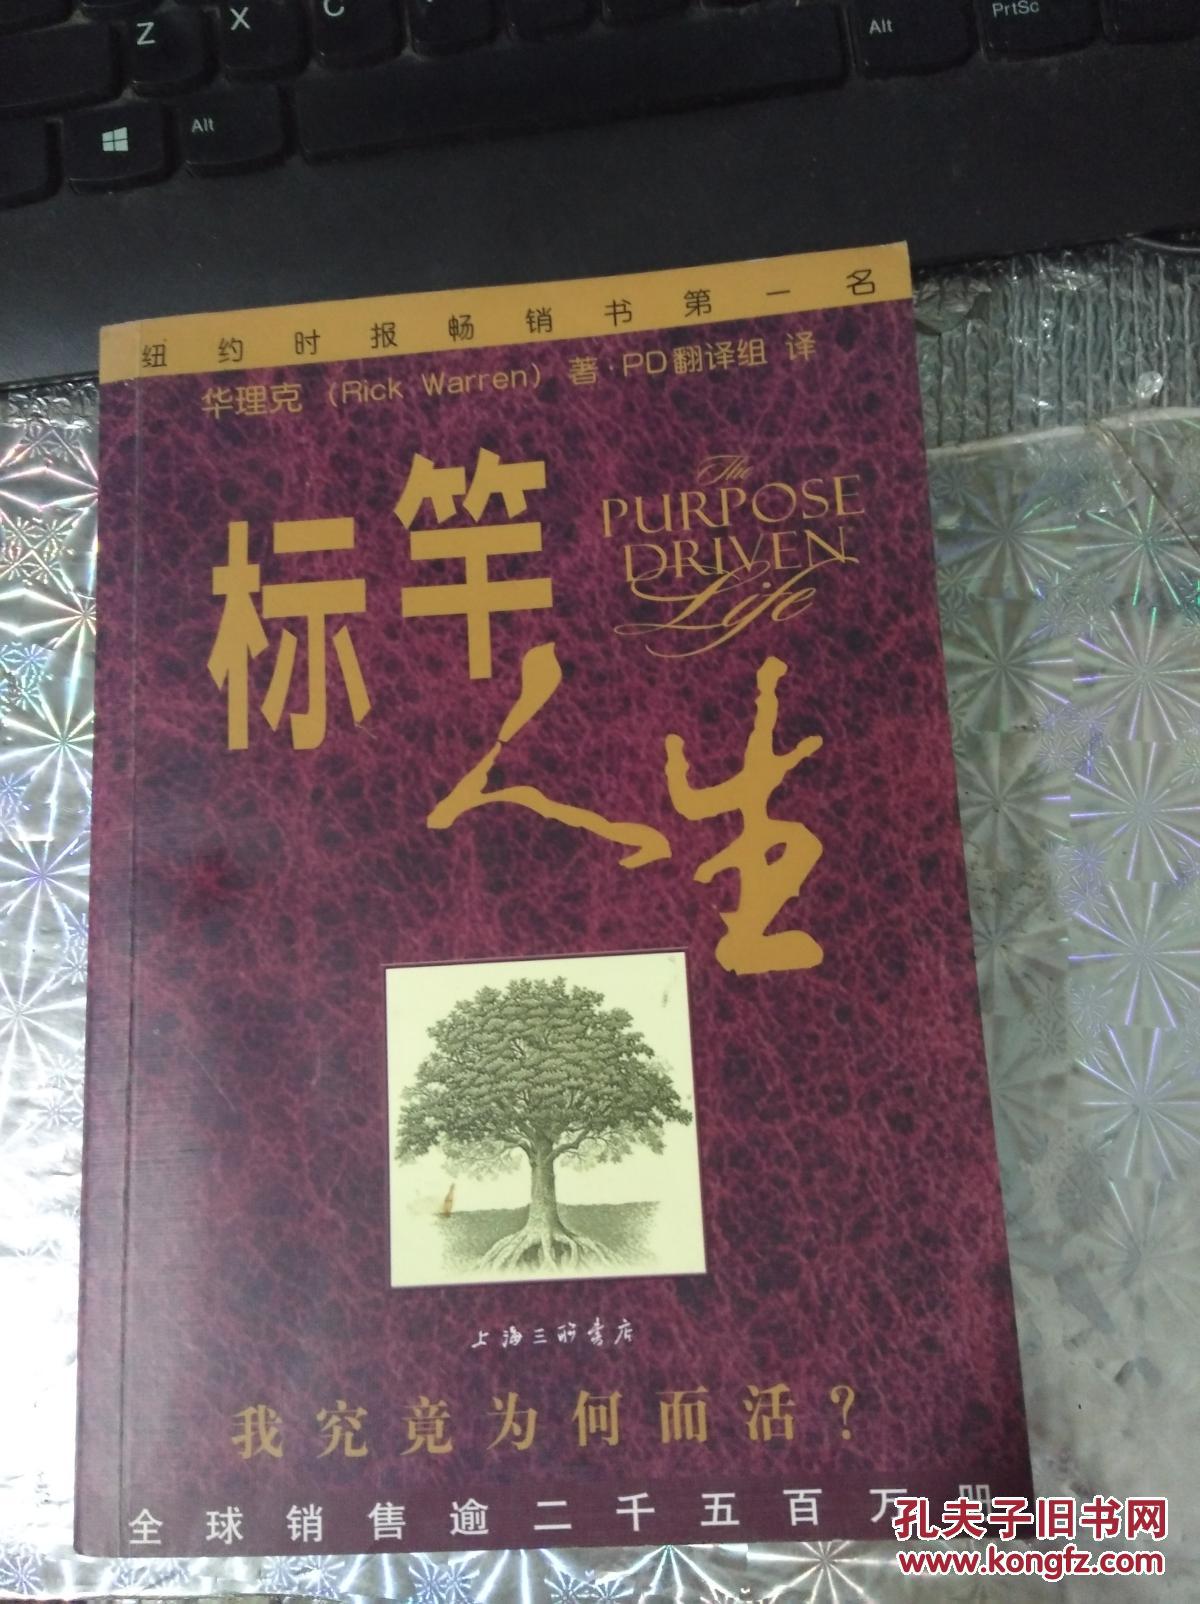 Z X C Alt PrtSc
Alt
纽约时报畅销书第一名
华理克 (Rick Warren) 著·PD翻译组 译
标竿人生
The
PURPOSE
DRIVEN
Life
上海三联书店
我究竟为何而活?
全球销售逾二千五百万册
孔夫子旧书网
www.kongfz.com